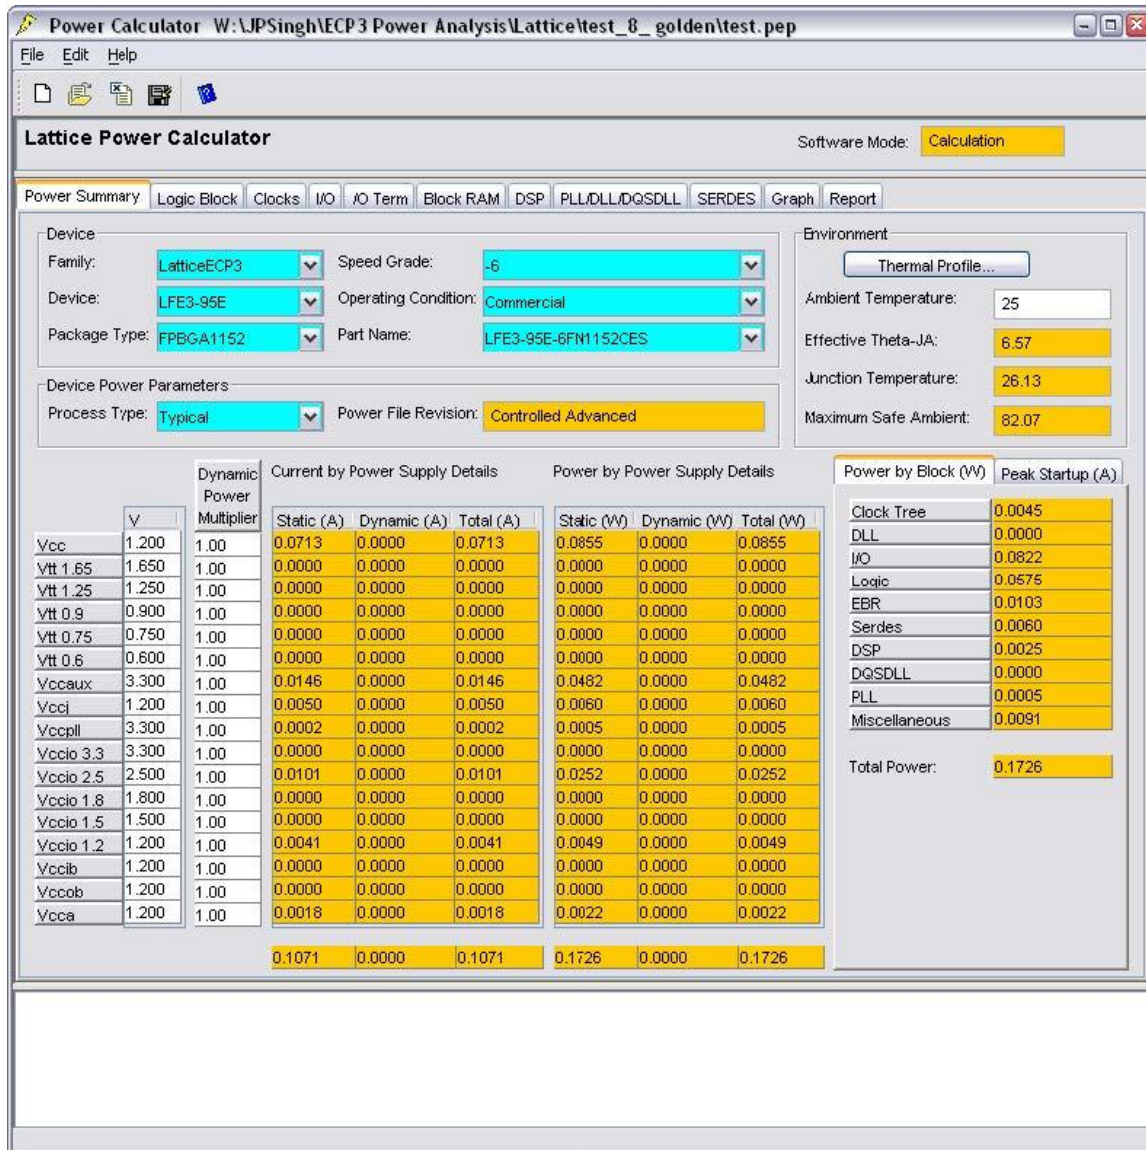 Power Calculator W:\JPSingh\ECP3 Power Analysis\Lattice\test_8_ golden\test.pep
File Edit Help
Lattice Power Calculator
Software Mode: Calculation
Power Summary Logic Block Clocks I/O I/O Term Block RAM DSP PLL/DLL/DQSDLL SERDES Graph Report
Device
Family: LatticeECP3 Speed Grade: -6
Device: LFE3-95E Operating Condition: Commercial
Package Type: FPBGA1152 Part Name: LFE3-95E-6FN1152CES
Device Power Parameters
Process Type: Typical Power File Revision: Controlled Advanced
Environment
Thermal Profile...
Ambient Temperature: 25
Effective Theta-JA: 6.57
Junction Temperature: 26.13
Maximum Safe Ambient: 82.07
Dynamic Power Multiplier Current by Power Supply Details Power by Power Supply Details
V Static (A) Dynamic (A) Total (A) Static (W) Dynamic (W) Total (W)
Vcc 1.200 1.00 0.0713 0.0000 0.0713 0.0855 0.0000 0.0855
Vtt 1.65 1.650 1.00 0.0000 0.0000 0.0000 0.0000 0.0000 0.0000
Vtt 1.25 1.250 1.00 0.0000 0.0000 0.0000 0.0000 0.0000 0.0000
Vtt 0.9 0.900 1.00 0.0000 0.0000 0.0000 0.0000 0.0000 0.0000
Vtt 0.75 0.750 1.00 0.0000 0.0000 0.0000 0.0000 0.0000 0.0000
Vtt 0.6 0.600 1.00 0.0000 0.0000 0.0000 0.0000 0.0000 0.0000
Vccaux 3.300 1.00 0.0146 0.0000 0.0146 0.0482 0.0000 0.0482
Vccj 1.200 1.00 0.0050 0.0000 0.0050 0.0060 0.0000 0.0060
Vccpll 3.300 1.00 0.0002 0.0000 0.0002 0.0005 0.0000 0.0005
Vccio 3.3 3.300 1.00 0.0000 0.0000 0.0000 0.0000 0.0000 0.0000
Vccio 2.5 2.500 1.00 0.0101 0.0000 0.0101 0.0252 0.0000 0.0252
Vccio 1.8 1.800 1.00 0.0000 0.0000 0.0000 0.0000 0.0000 0.0000
Vccio 1.5 1.500 1.00 0.0000 0.0000 0.0000 0.0000 0.0000 0.0000
Vccio 1.2 1.200 1.00 0.0041 0.0000 0.0041 0.0049 0.0000 0.0049
Vccib 1.200 1.00 0.0000 0.0000 0.0000 0.0000 0.0000 0.0000
Vccob 1.200 1.00 0.0000 0.0000 0.0000 0.0000 0.0000 0.0000
Vcca 1.200 1.00 0.0018 0.0000 0.0018 0.0022 0.0000 0.0022
0.1071 0.0000 0.1071 0.1726 0.0000 0.1726
Power by Block (W) Peak Startup (A)
Clock Tree 0.0045
DLL 0.0000
I/O 0.0822
Logic 0.0575
EBR 0.0103
Serdes 0.0060
DSP 0.0025
DQSDLL 0.0000
PLL 0.0005
Miscellaneous 0.0091
Total Power: 0.1726